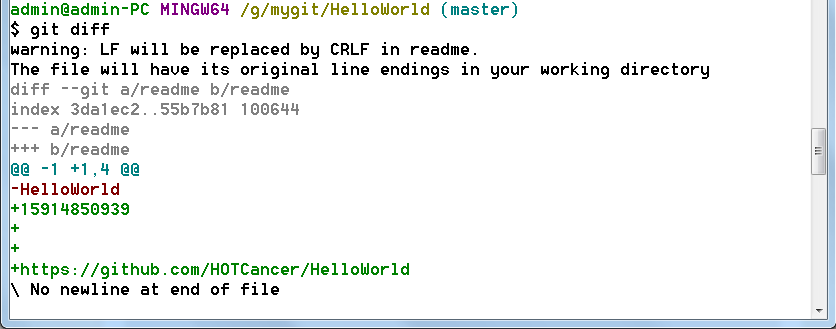 admin@admin-PC MINGW64 /g/mygit/HelloWorld (master)
$ git diff
warning: LF will be replaced by CRLF in readme.
The file will have its original line endings in your working directory
diff --git a/readme b/readme
index 3da1ec2..55b7b81 100644
--- a/readme
+++ b/readme
@@ -1 +1,4 @@
-HelloWorld
+15914850939
+
+
+https://github.com/HOTCancer/HelloWorld
\ No newline at end of file